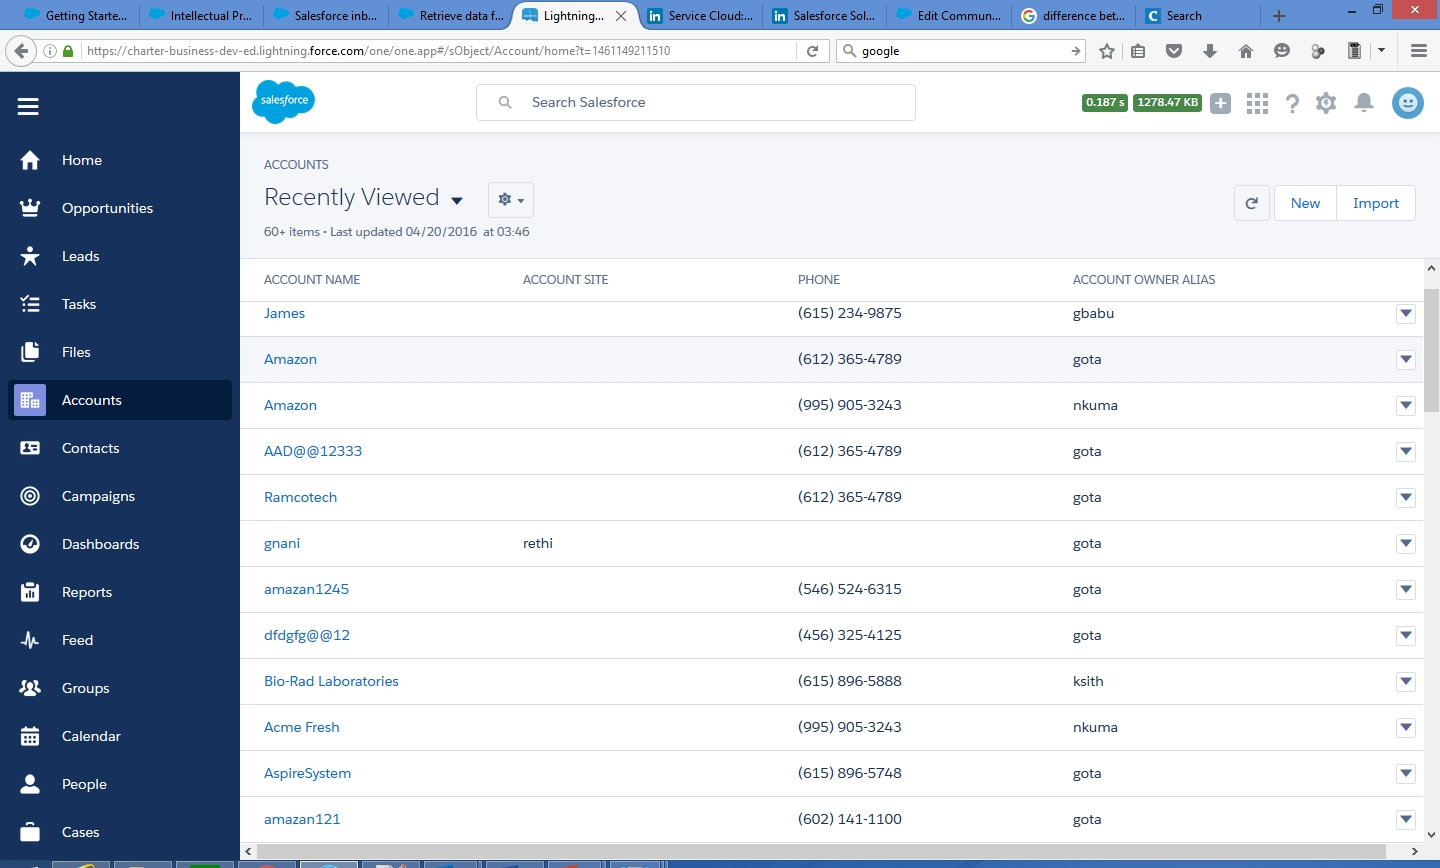 Getting Starte...
Intellectual Pr...
Salesforce inb...
Retrieve data f...
Lightning...
Service Cloud:...
Salesforce Sol...
Edit Commun...
difference bet...
Search
https://charter-business-dev-ed.lightning.force.com/one/one.app#/sObject/Account/home?t=1461149211510
google
salesforce
Search Salesforce
0.187 s
1278.47 KB
Home
Opportunities
Leads
Tasks
Files
Accounts
Contacts
Campaigns
Dashboards
Reports
Feed
Groups
Calendar
People
Cases
ACCOUNTS
Recently Viewed
60+ items • Last updated 04/20/2016 at 03:46
New
Import
ACCOUNT NAME ACCOUNT SITE PHONE ACCOUNT OWNER ALIAS
James (615) 234-9875 gbabu
Amazon (612) 365-4789 gota
Amazon (995) 905-3243 nkuma
AAD@@12333 (612) 365-4789 gota
Ramcotech (612) 365-4789 gota
gnani rethi gota
amazan1245 (546) 524-6315 gota
dfdgfg@@12 (456) 325-4125 gota
Bio-Rad Laboratories (615) 896-5888 ksith
Acme Fresh (995) 905-3243 nkuma
AspireSystem (615) 896-5748 gota
amazan121 (602) 141-1100 gota